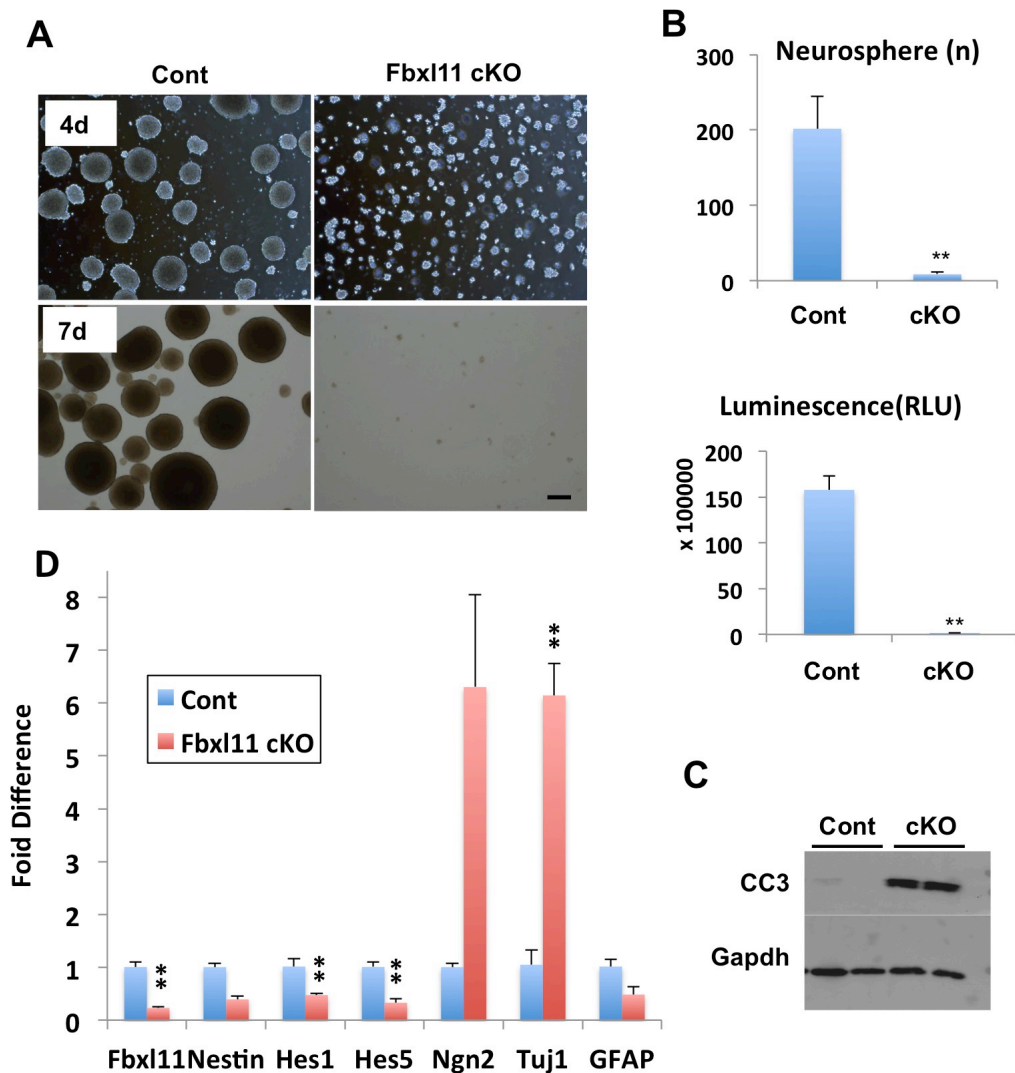 A
Cont
Fbxl11 cKO
4d
7d
B
Neurosphere (n)
300
200
100
0
**
Cont
cKO
Luminescence(RLU)
x 100000
200
150
100
50
0
**
Cont
cKO
C
Cont
cKO
CC3
Gapdh
D
Fold Difference
8
7
6
5
4
3
2
1
0
Cont
Fbxl11 cKO
**
**
**
**
Fbxl11 Nestin Hes1 Hes5 Ngn2 Tuj1 GFAP